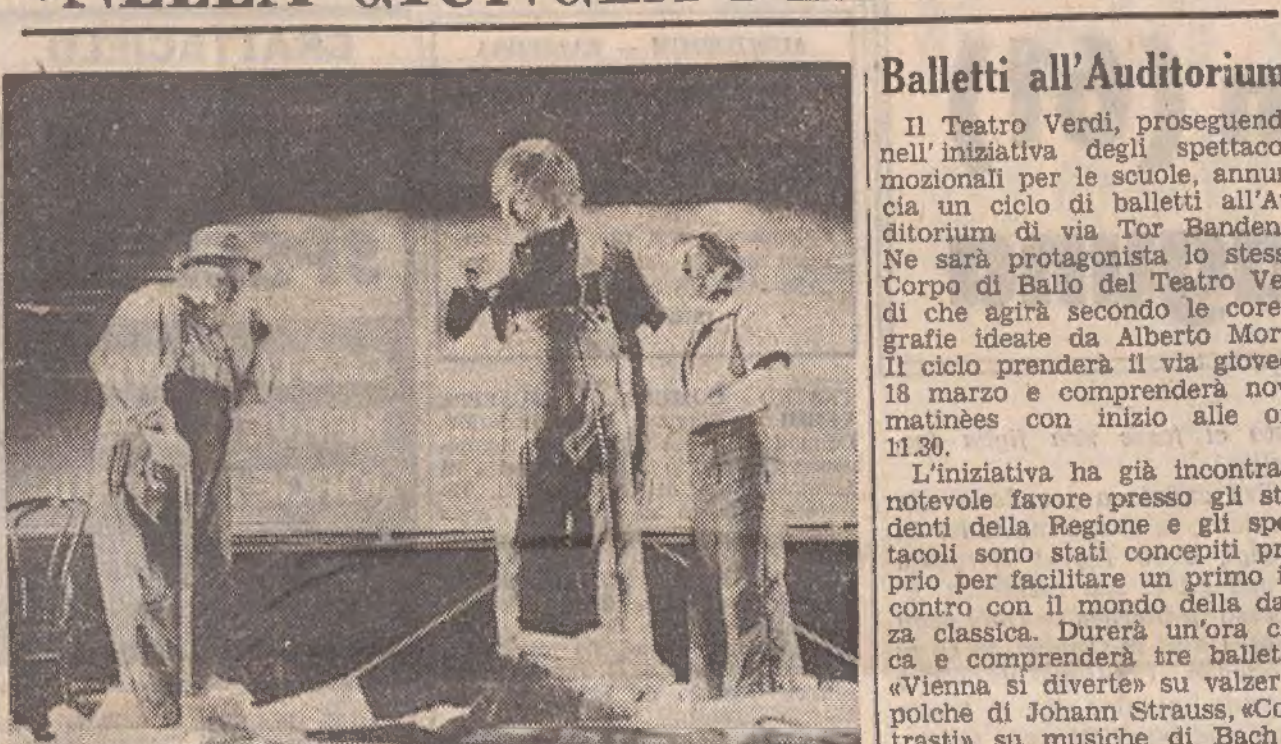 NELLA GIUNGLA
Balletti all'Auditorium
Il Teatro Verdi, proseguend
nell'iniziativa degli spettaco
mozionali per le scuole, annun
cia un ciclo di balletti all'Au
ditorium di via Tor Banden
Ne sarà protagonista lo stess
Corpo di Ballo del Teatro Ve
di che agirà secondo le core
grafie ideate da Alberto Mor
Il ciclo prenderà il via giove
18 marzo e comprenderà no
matinèes con inizio alle o
11.30.
L'iniziativa ha già incontra
notevole favore presso gli st
denti della Regione e gli spe
tacoli sono stati concepiti pr
prio per facilitare un primo i
contro con il mondo della da
za classica. Durerà un'ora c
ca e comprenderà tre ballet
«Vienna si diverte» su valzer
polche di Johann Strauss, «Co
trasti» su musiche di Bach